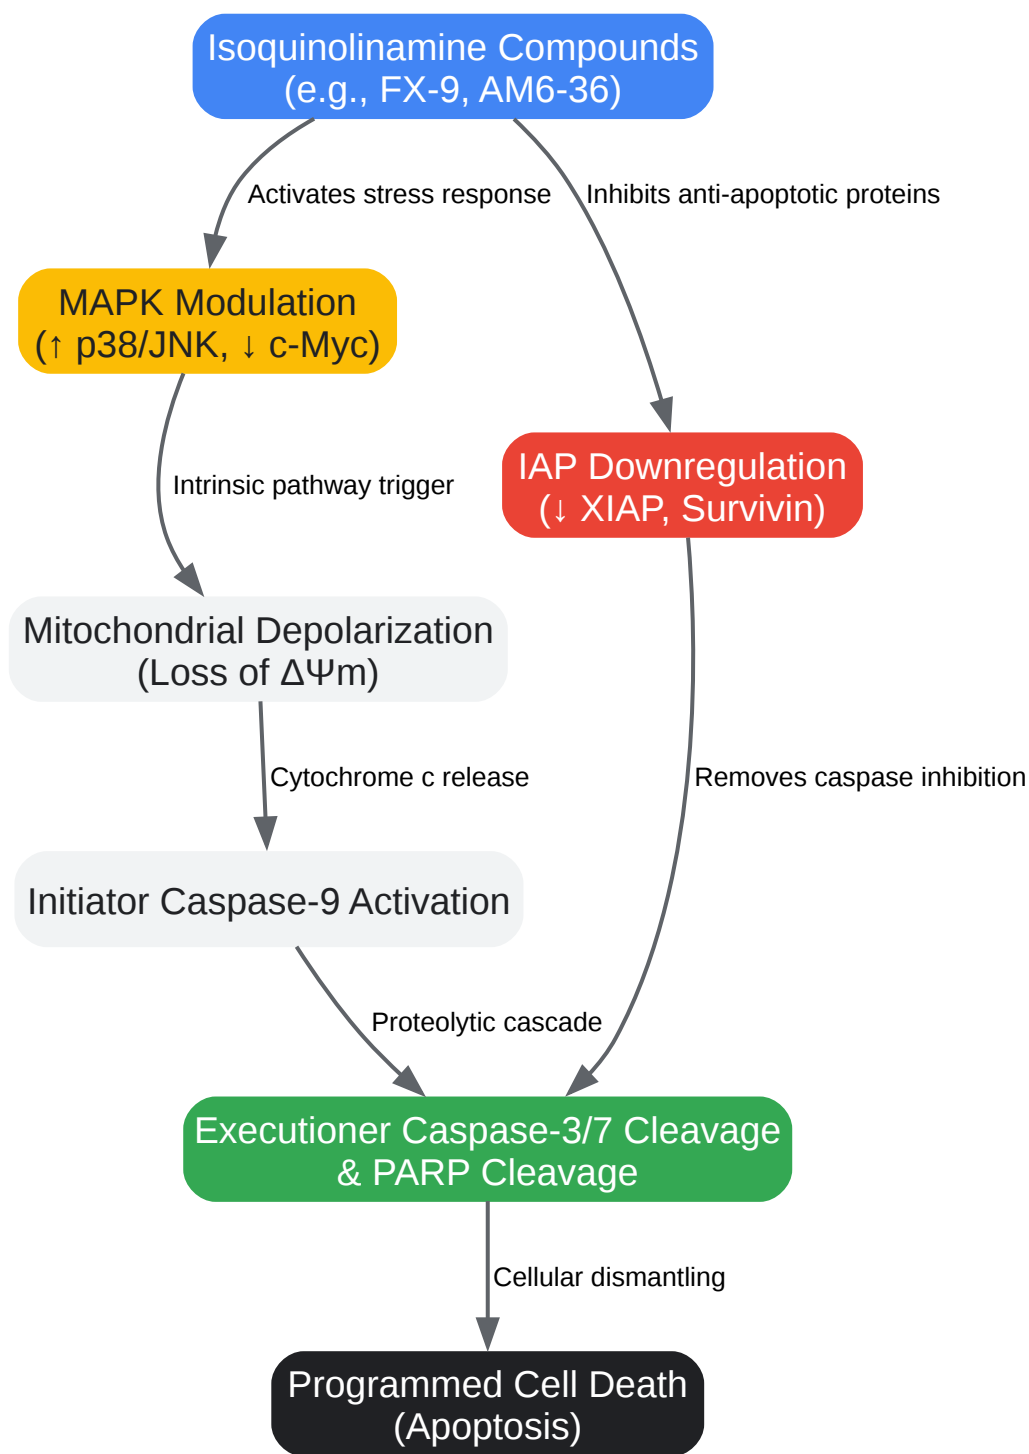 Isoquinolinamine Compounds
(e.g., FX-9, AM6-36)
Activates stress response
Inhibits anti-apoptotic proteins
MAPK Modulation
(↑ p38/JNK, ↓ c-Myc)
IAP Downregulation
(↓ XIAP, Survivin)
Intrinsic pathway trigger
Mitochondrial Depolarization
(Loss of ΔΨm)
Cytochrome c release
Removes caspase inhibition
Initiator Caspase-9 Activation
Proteolytic cascade
Executioner Caspase-3/7 Cleavage
& PARP Cleavage
Cellular dismantling
Programmed Cell Death
(Apoptosis)